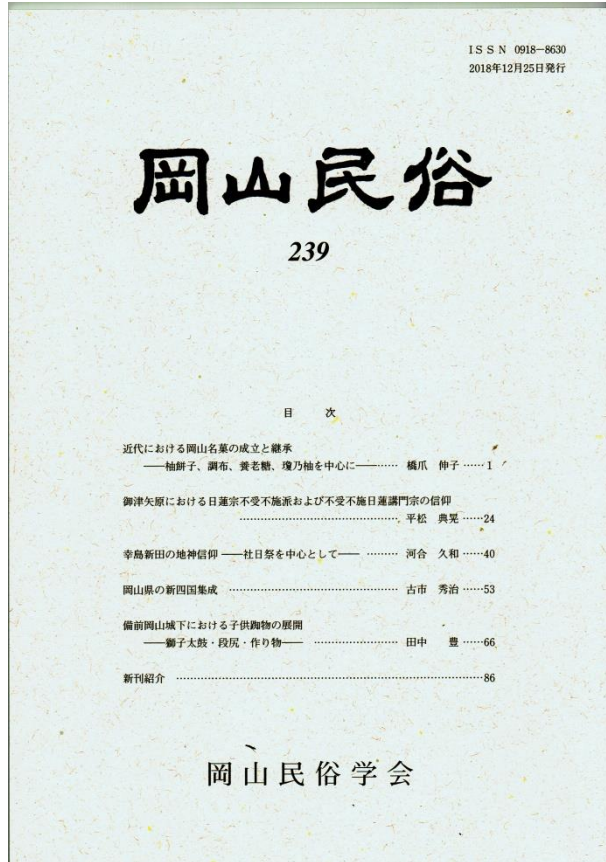 ISSN 0918-8630
2018年12月25日発行
岡山民俗
239
目 次
近代における岡山名菓の成立と継承
――柚餅子、調布、養老糖、瓊乃柚を中心に――…… 橋爪 伸子 ……1
御津矢原における日蓮宗不受不施派および不受不施日蓮講門宗の信仰
………………………………… 平松 典晃 ……24
幸島新田の地神信仰 ――社日祭を中心として―― ……… 河合 久和 ……40
岡山県の新四国集成 ………………………………… 古市 秀治 ……53
備前岡山城下における子供踟物の展開
――獅子太鼓・段尻・作り物―― ………………… 田中 豊 ……66
新刊紹介 ………………………………………………………………86
岡山民俗学会